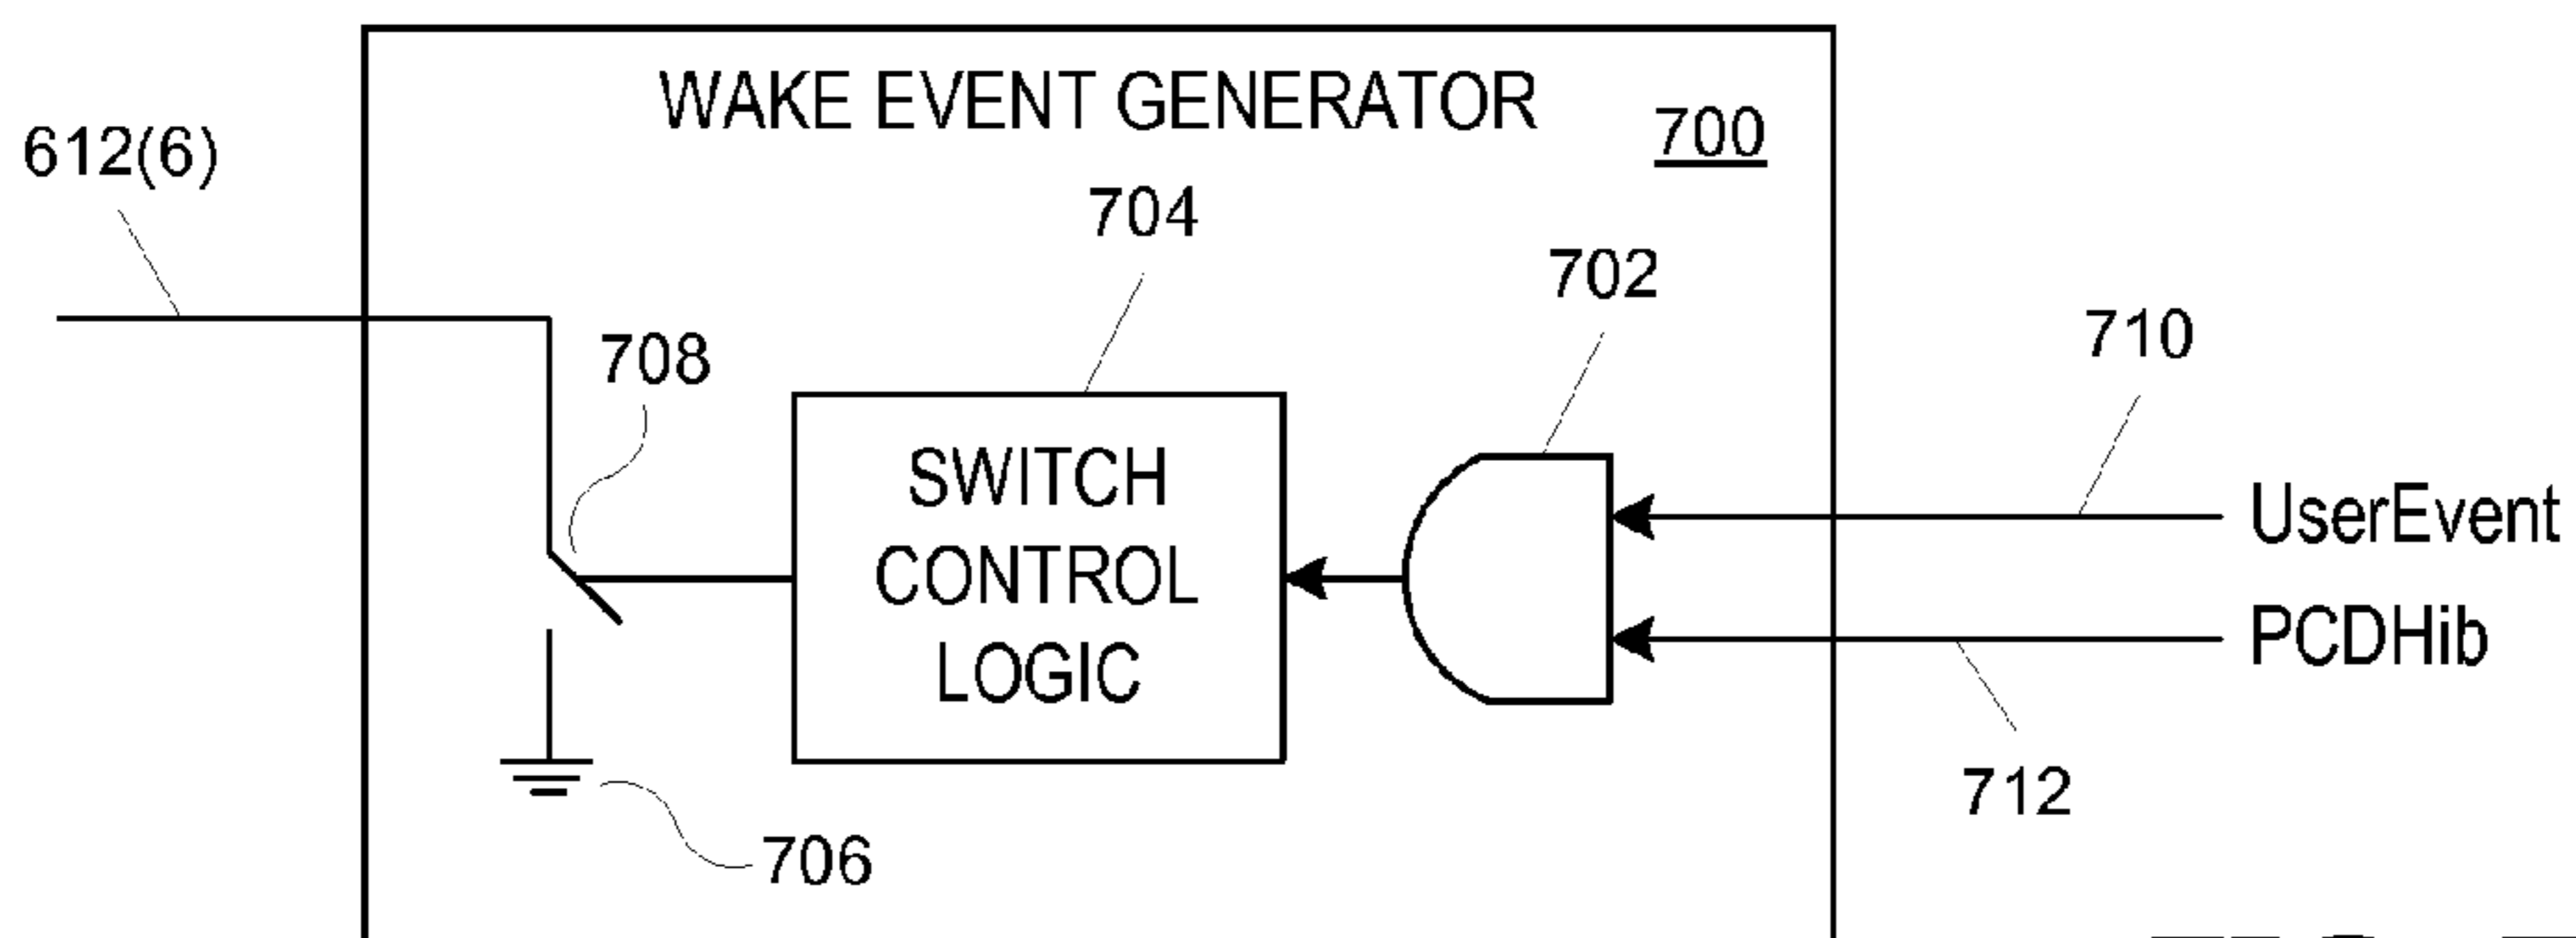 WAKE EVENT GENERATOR
700
612(6)
704
702
710
708
SWITCH
CONTROL
LOGIC
UserEvent
PCDHib
712
706